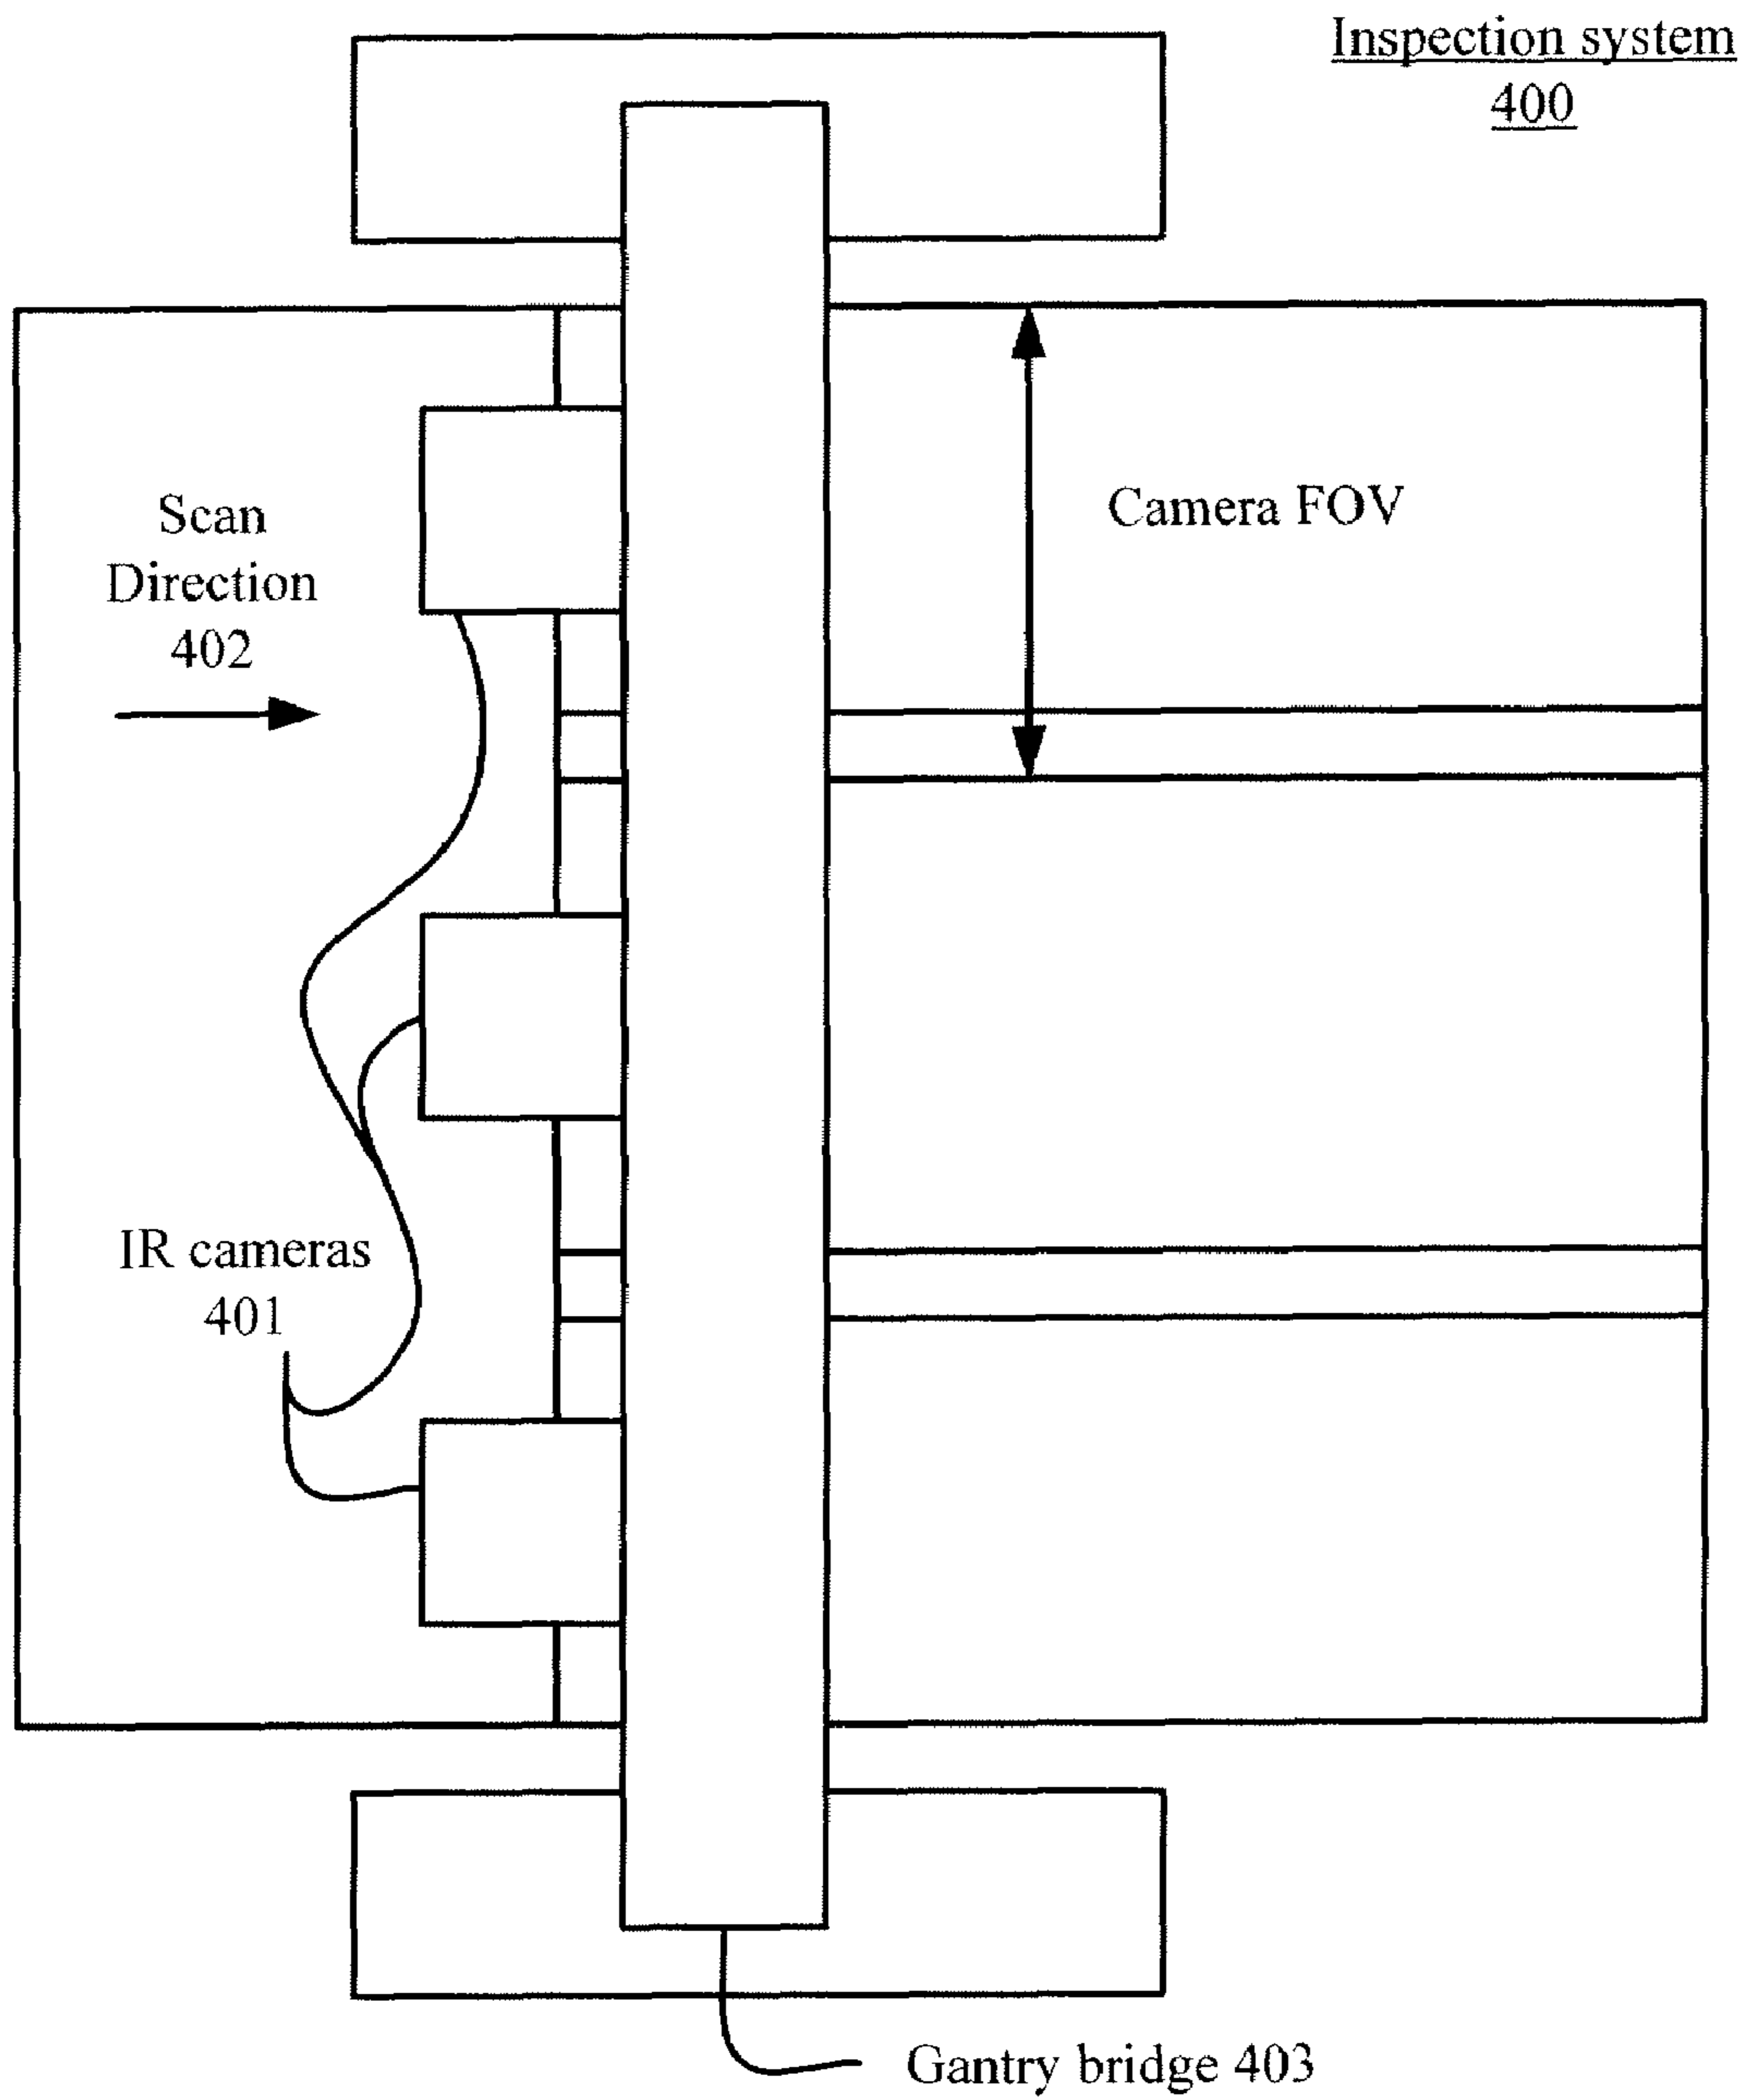 Inspection system
400
Camera FOV
Scan
Direction
402
IR cameras
401
Gantry bridge 403